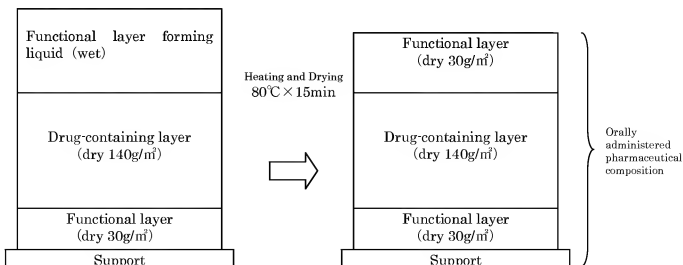 Functional layer forming
liquid (wet)
Drug-containing layer
(dry 140g/㎡)
Functional layer
(dry 30g/㎡)
Support
Heating and Drying
80℃×15min
Functional layer
(dry 30g/㎡)
Drug-containing layer
(dry 140g/㎡)
Functional layer
(dry 30g/㎡)
Support
Orally
administered
pharmaceutical
composition